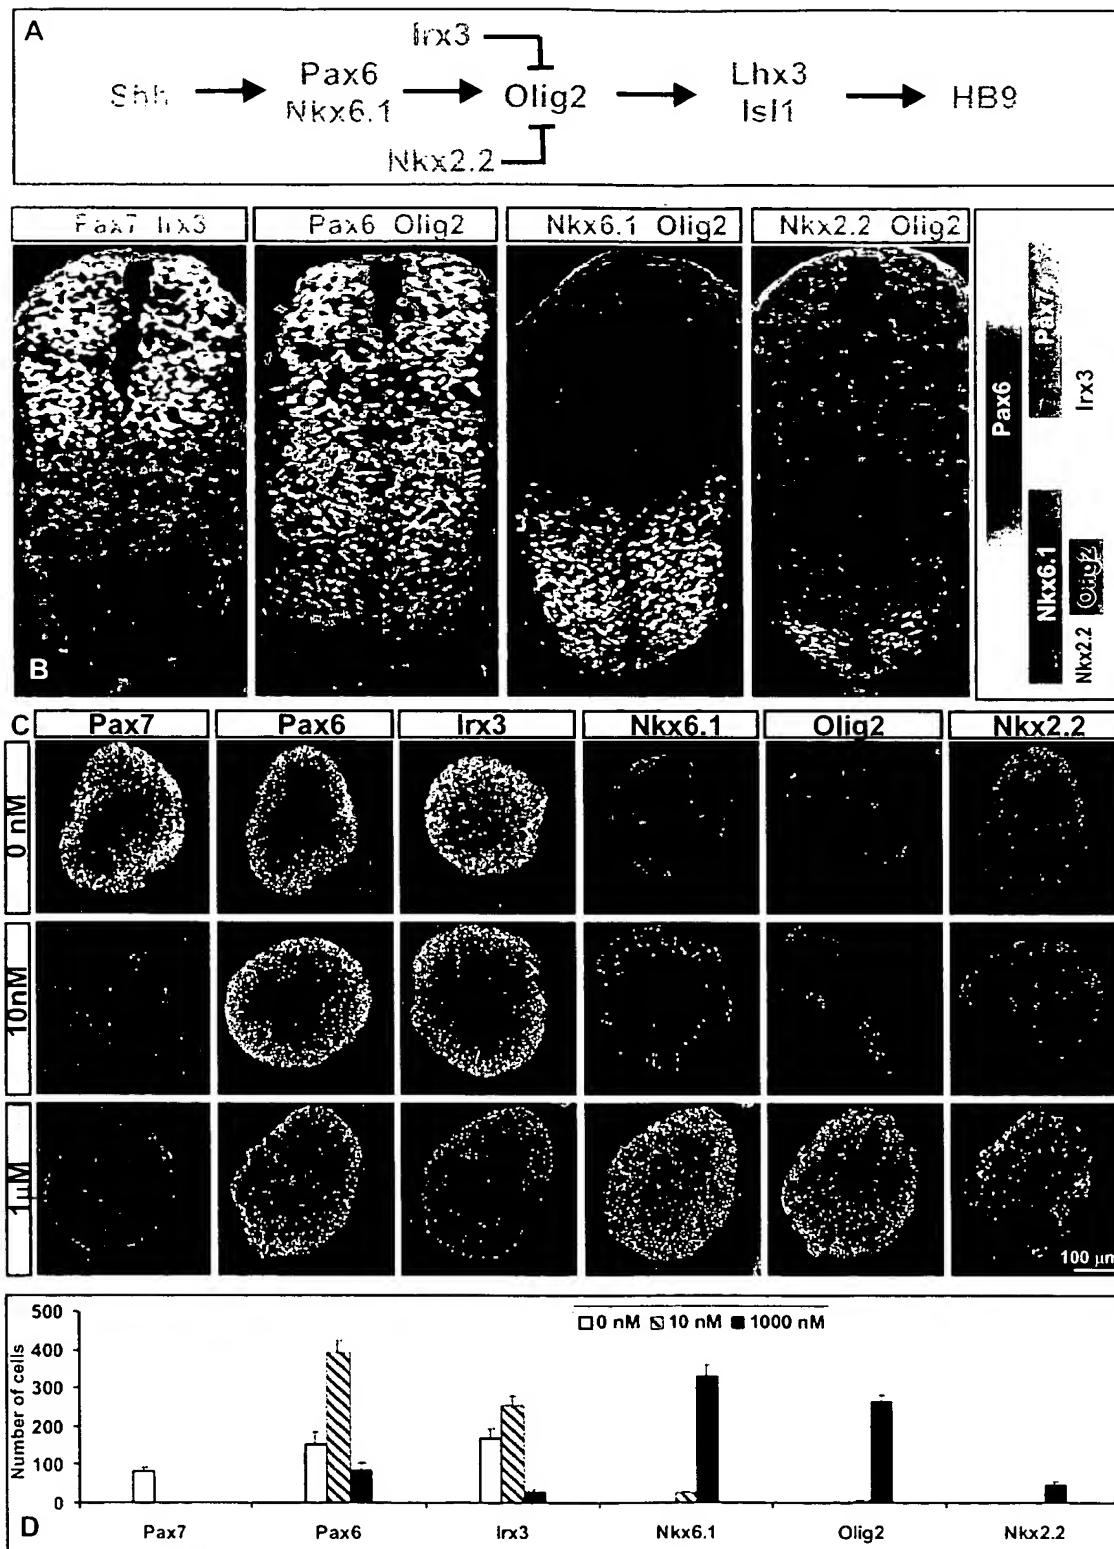 A
Irx3
Pax6
Lhx3
Shh
Olig2
HB9
Nkx6.1
Isl1
Nkx2.2
Pax7 Irx3
Pax6 Olig2
Nkx6.1 Olig2
Nkx2.2 Olig2
B
Pax6
Pax7
Irx3
Nkx6.1
Olig2
Nkx2.2
C
Pax7
Pax6
Irx3
Nkx6.1
Olig2
Nkx2.2
0 nM
10nM
1µM
100 µm
500
400
300
200
100
0
Number of cells
0 nM 10 nM 1000 nM
D
Pax7
Pax6
Irx3
Nkx6.1
Olig2
Nkx2.2